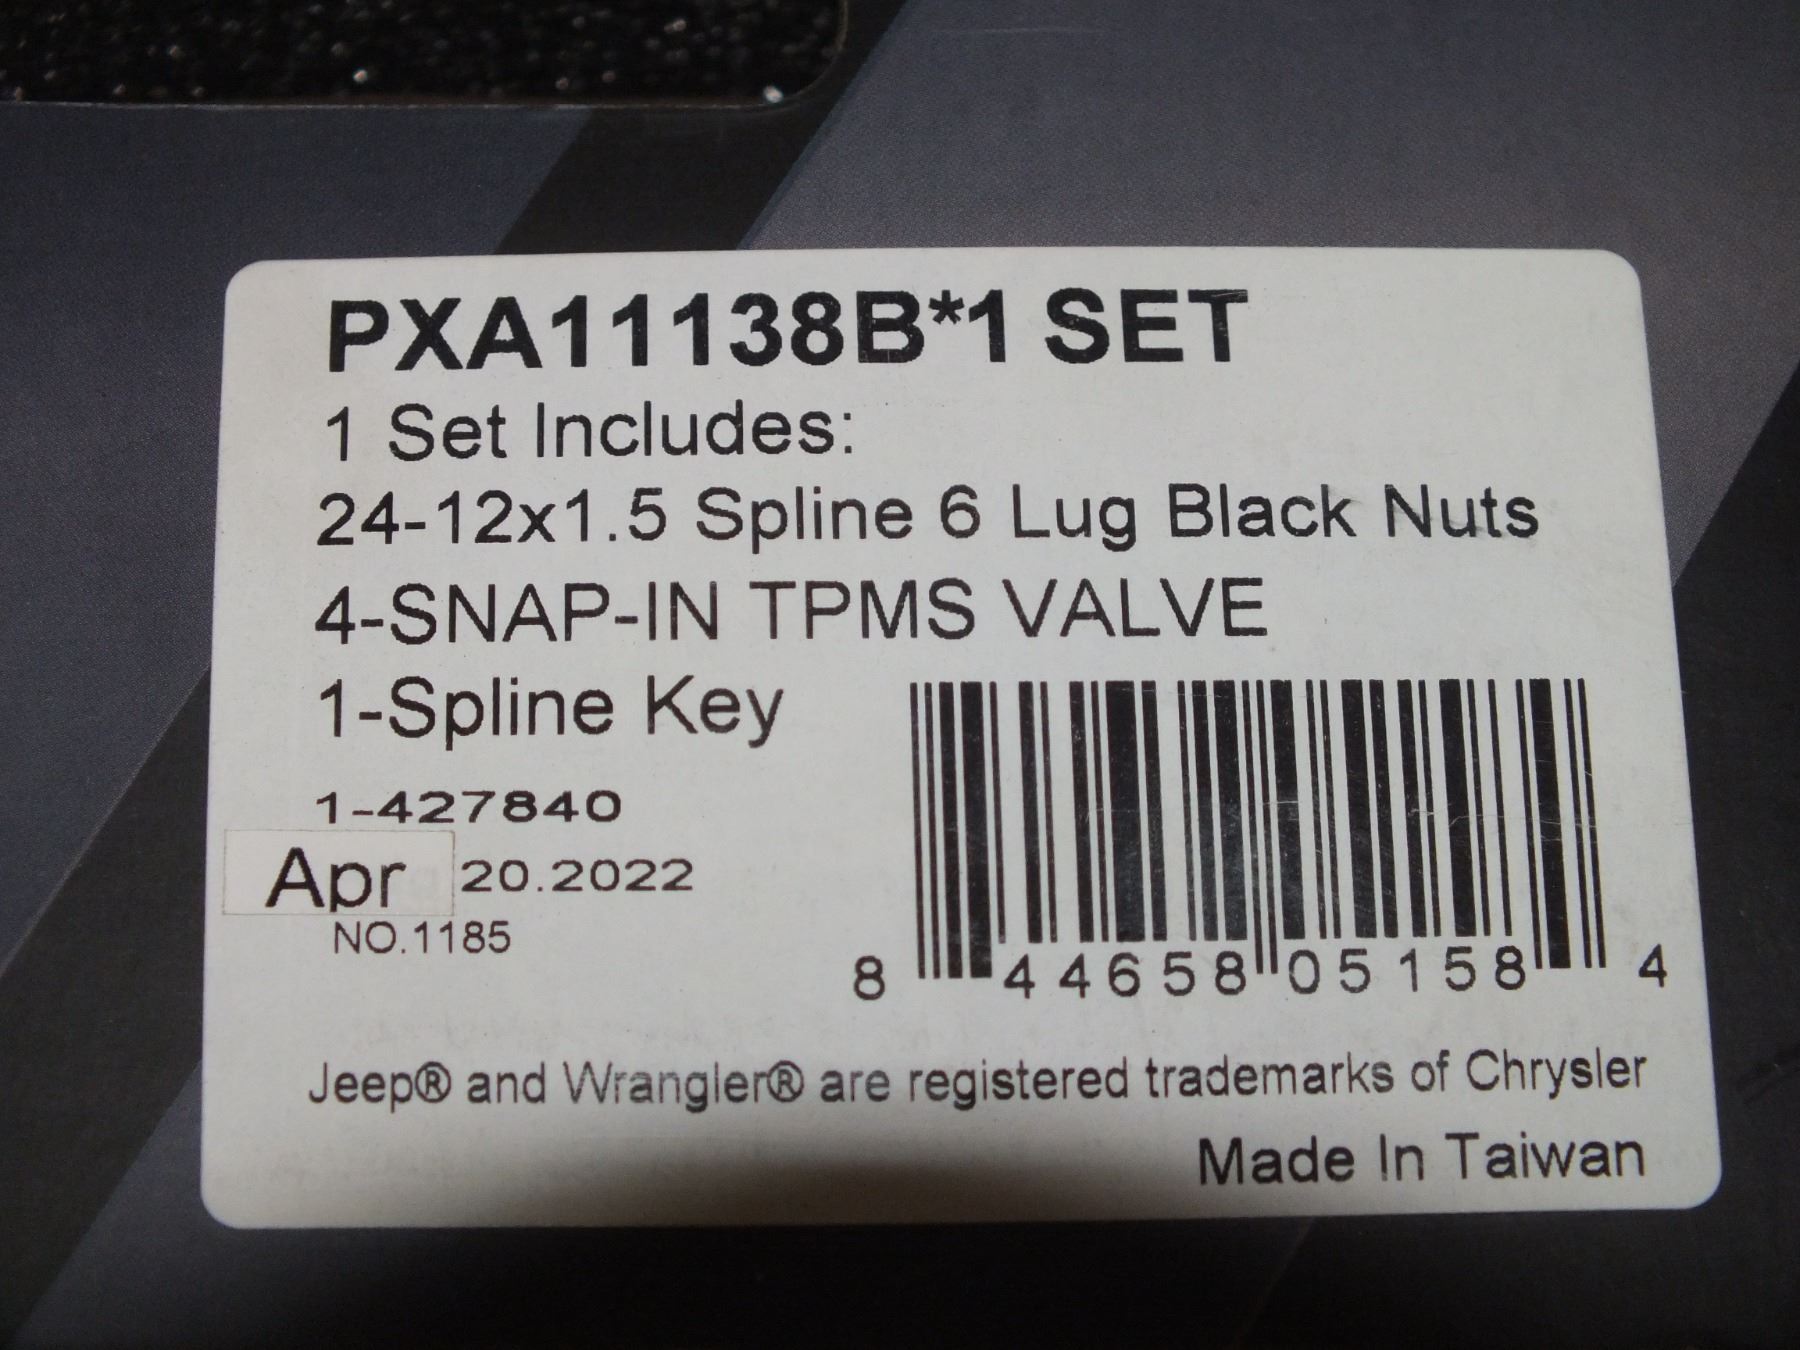 PXA11138B*1 SET
1 Set Includes:
24-12x1.5 Spline 6 Lug Black Nuts
4-SNAP-IN TPMS VALVE
1-Spline Key
1-427840
Apr 20.2022
NO.1185
8 44658 05158 4
Jeep® and Wrangler® are registered trademarks of Chrysler
Made In Taiwan